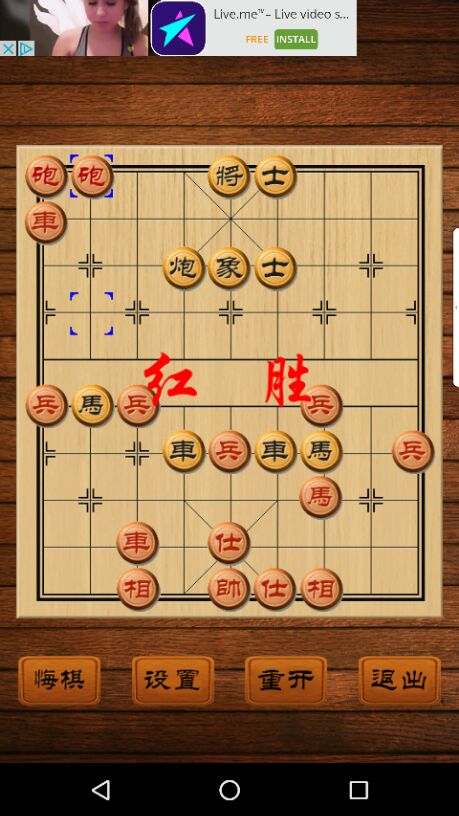 Live.me™– Live video s...
FREE INSTALL
砲 砲 將 士
車
炮 象 士
红 胜
兵 馬 兵 兵
車 兵 車 馬 兵
馬
車 仕
相 帥 仕 相
悔棋 设置 重开 退出